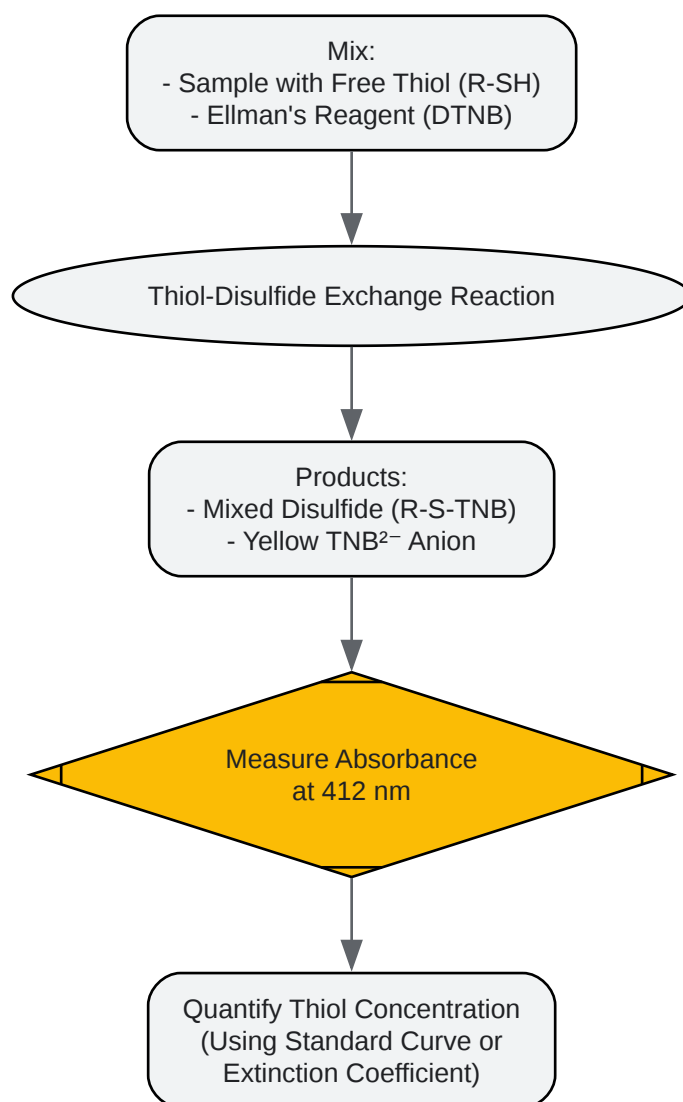 Mix:
- Sample with Free Thiol (R-SH)
- Ellman's Reagent (DTNB)
Thiol-Disulfide Exchange Reaction
Products:
- Mixed Disulfide (R-S-TNB)
- Yellow TNB²⁻ Anion
Measure Absorbance
at 412 nm
Quantify Thiol Concentration
(Using Standard Curve or
Extinction Coefficient)